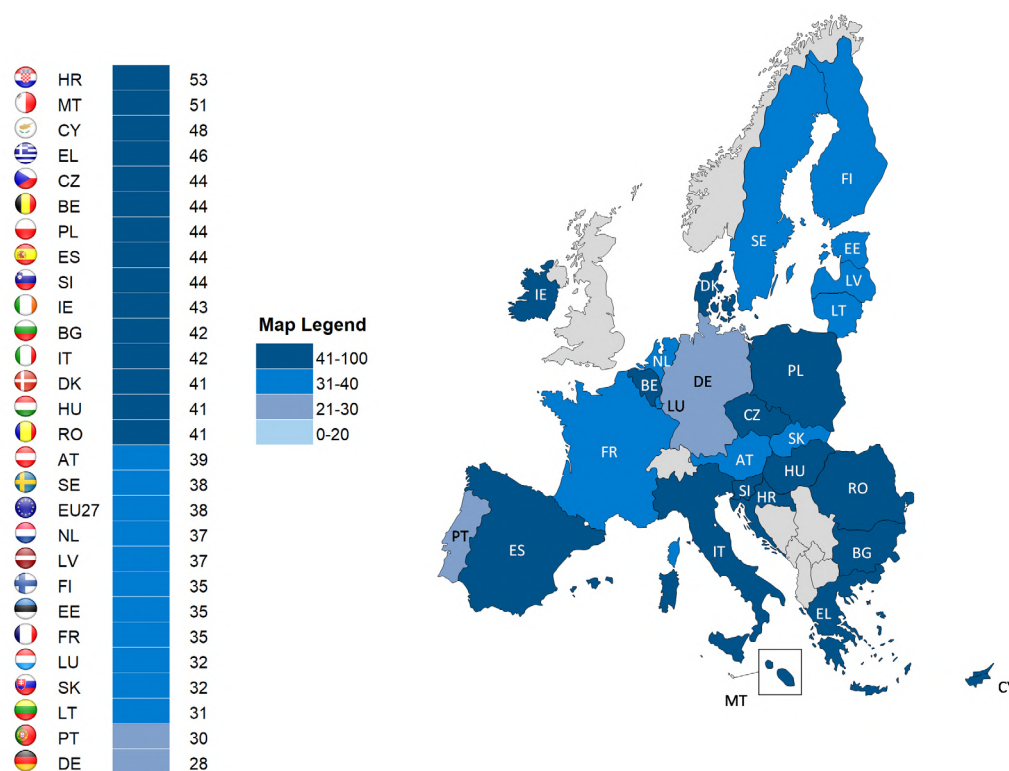 HR 53
MT 51
CY 48
EL 46
CZ 44
BE 44
PL 44
ES 44
SI 44
IE 43
BG 42
IT 42
DK 41
HU 41
RO 41
AT 39
SE 38
EU27 38
NL 37
LV 37
FI 35
EE 35
FR 35
LU 32
SK 32
LT 31
PT 30
DE 28
Map Legend
41-100
31-40
21-30
0-20
FI
SE
EE
LV
LT
DK
IE
NL
BE
DE
PL
LU
CZ
SK
FR
AT
HU
SI
HR
RO
PT
ES
IT
BG
EL
MT